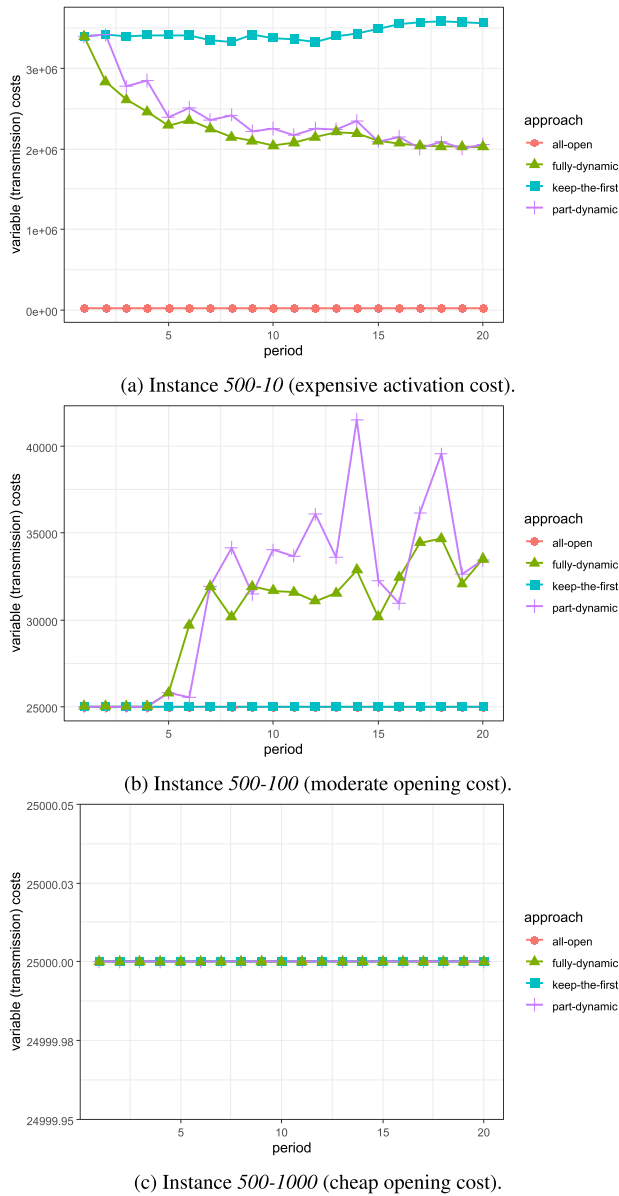 variable (transmission) costs
3e+06
2e+06
1e+06
0e+00
5
10
15
20
period
approach
all-open
fully-dynamic
keep-the-first
part-dynamic
(a) Instance 500-10 (expensive activation cost).
variable (transmission) costs
40000
35000
30000
25000
5
10
15
20
period
approach
all-open
fully-dynamic
keep-the-first
part-dynamic
(b) Instance 500-100 (moderate opening cost).
variable (transmission) costs
25000.05
25000.03
25000.00
24999.98
24999.95
5
10
15
20
period
approach
all-open
fully-dynamic
keep-the-first
part-dynamic
(c) Instance 500-1000 (cheap opening cost).